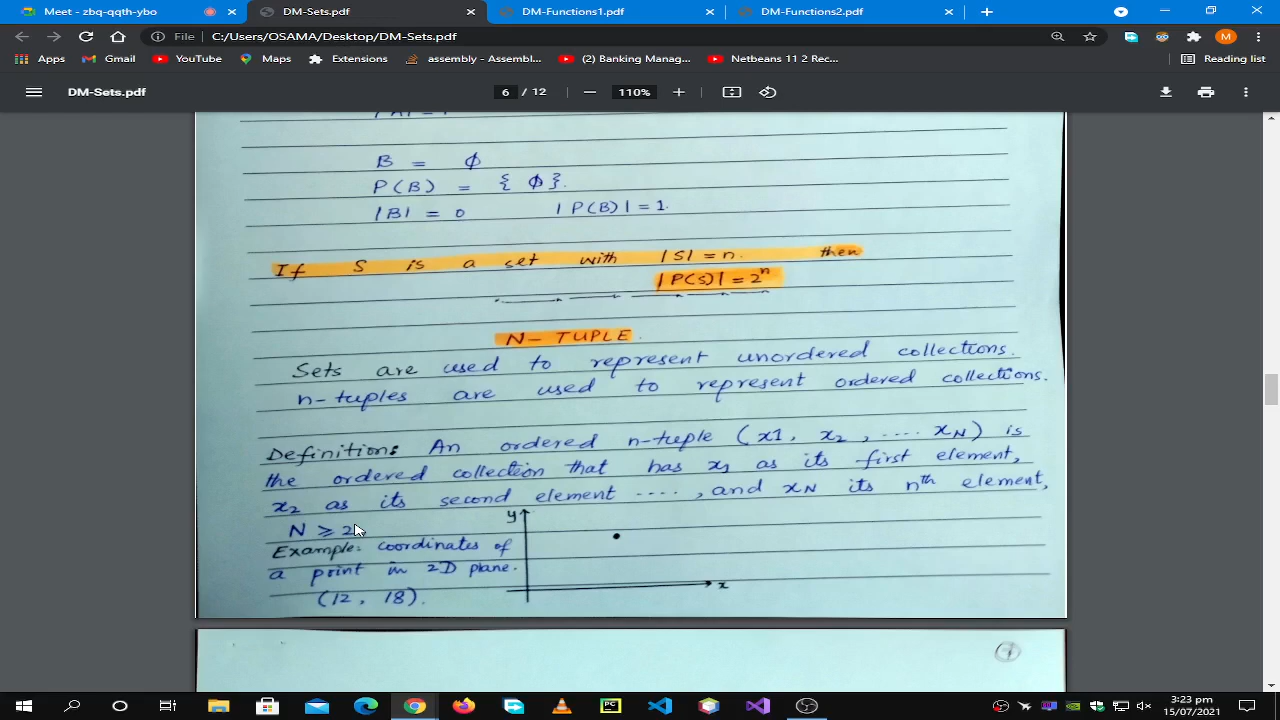 Meet - zbq-qqth-ybo
DM-Sets.pdf
DM-Functions1.pdf
DM-Functions2.pdf
File
C:/Users/OSAMA/Desktop/DM-Sets.pdf
Apps
Gmail
YouTube
Maps
Extensions
assembly - Assembl...
(2) Banking Manag...
Netbeans 11 2 Rec...
Reading list
DM-Sets.pdf
6 / 12
110%
B = ϕ
P(B) = { ϕ }.
|B| = 0 | P(B) | = 1.
If S is a set with |S| = n. then
|P(S)| = 2ⁿ
N - TUPLE.
Sets are used to represent unordered collections.
n-tuples are used to represent ordered collections.
Definition: An ordered n-tuple (x1, x₂, .... x_N) is
the ordered collection that has x₁ as its first element,
x₂ as its second element ...., and x_N its nth element,
N ⩾ 2
y
Example: coordinates of
a point in 2D plane.
x
(12, 18).
7
3:23 pm
15/07/2021